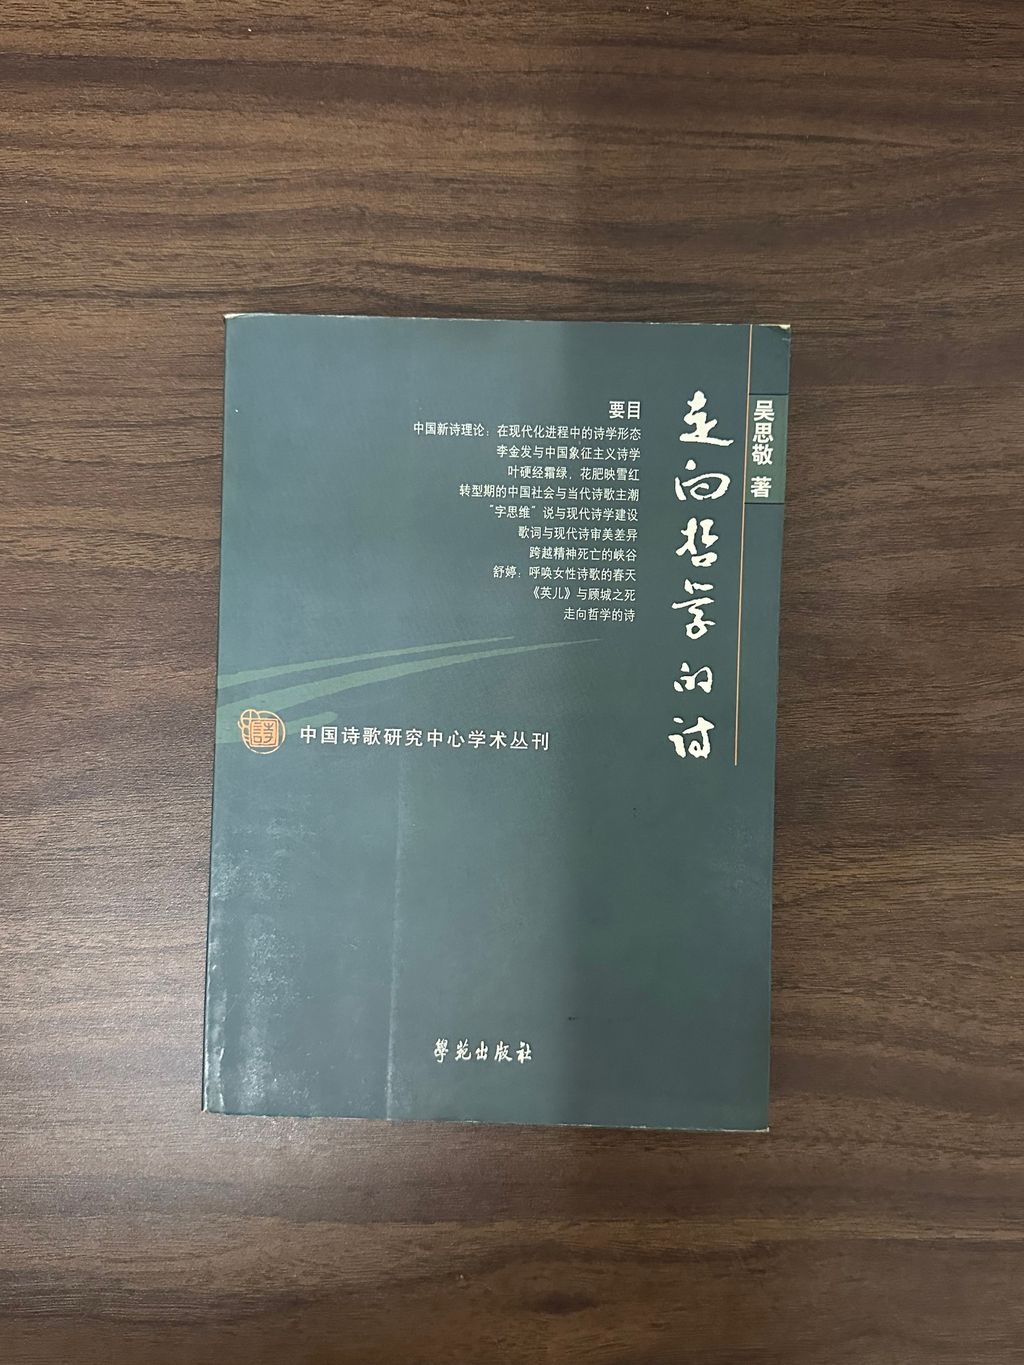 走向哲学的诗
吴思敬 著
要目
中国新诗理论：在现代化进程中的诗学形态
李金发与中国象征主义诗学
叶硬经霜绿，花肥映雪红
转型期的中国社会与当代诗歌主潮
“字思维”说与现代诗学建设
歌词与现代诗审美差异
跨越精神死亡的峡谷
舒婷：呼唤女性诗歌的春天
《英儿》与顾城之死
走向哲学的诗
中国诗歌研究中心学术丛刊
學苑出版社